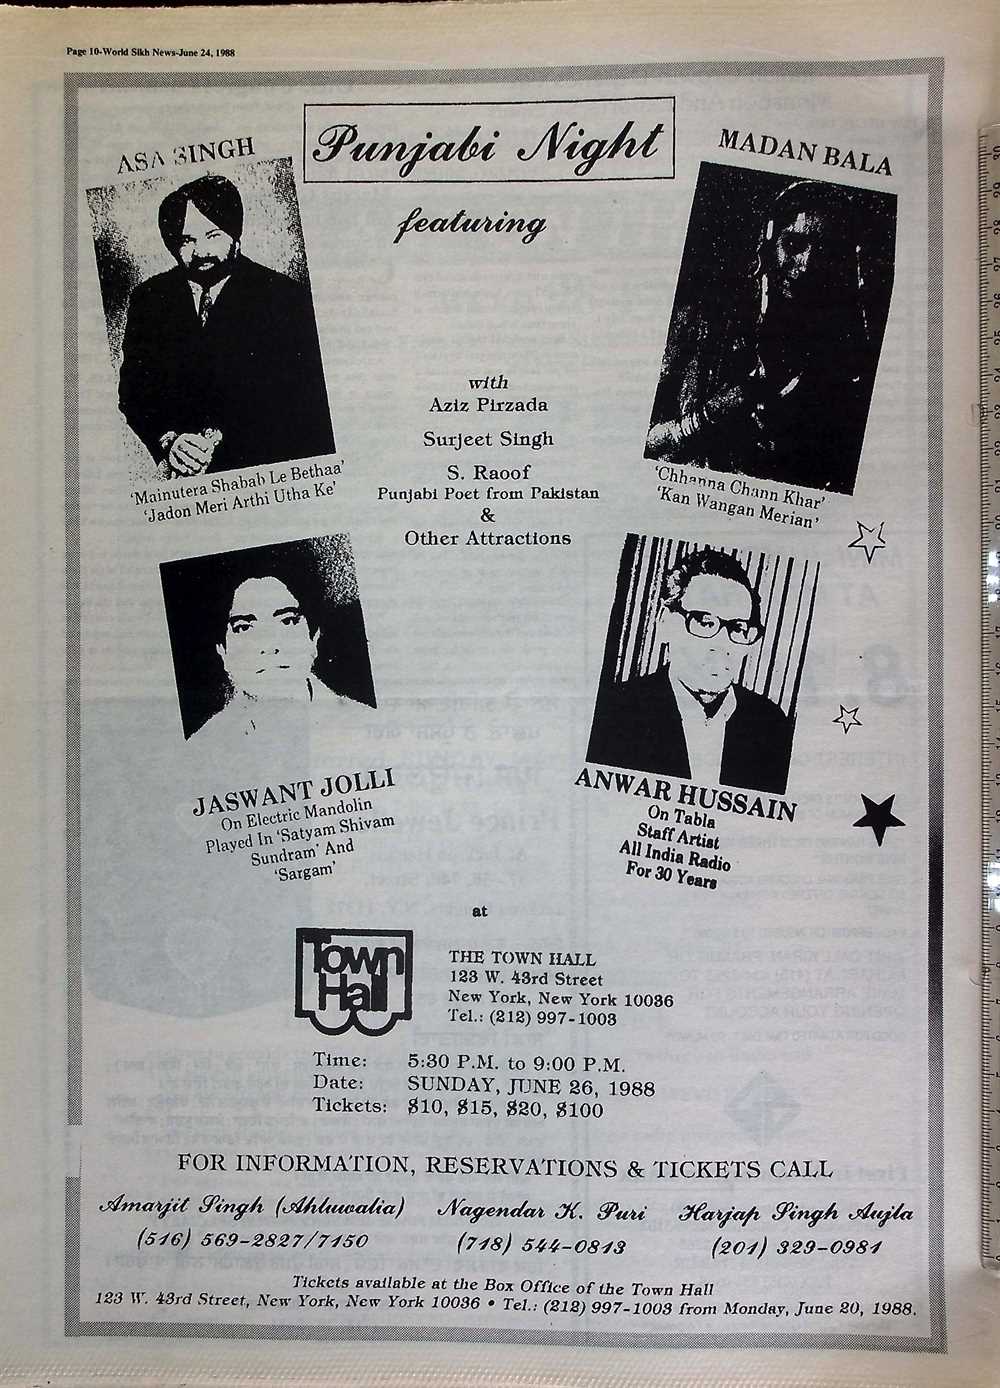 Page 10-World Sikh News-June 24, 1988
Punjabi Night
featuring
ASA SINGH
'Mainutera Shabab Le Bethaa'
'Jadon Meri Arthi Utha Ke'
MADAN BALA
'Chhanna Chann Khar'
'Kan Wangan Merian'
with
Aziz Pirzada
Surjeet Singh
S. Raoof
Punjabi Poet from Pakistan
&
Other Attractions
JASWANT JOLLI
On Electric Mandolin
Played In 'Satyam Shivam
Sundram' And
'Sargam'
ANWAR HUSSAIN
On Tabla
Staff Artist
All India Radio
For 30 Years
at
Town
Hall
THE TOWN HALL
123 W. 43rd Street
New York, New York 10036
Tel.: (212) 997-1003
Time: 5:30 P.M. to 9:00 P.M.
Date: SUNDAY, JUNE 26, 1988
Tickets: $10, $15, $20, $100
FOR INFORMATION, RESERVATIONS & TICKETS CALL
Amarjit Singh (Ahluwalia) Nagendar K. Puri Harjap Singh Aujla
(516) 569-2827/7150 (718) 544-0813 (201) 329-0981
Tickets available at the Box Office of the Town Hall
123 W. 43rd Street, New York, New York 10036 • Tel.: (212) 997-1003 from Monday, June 20, 1988.